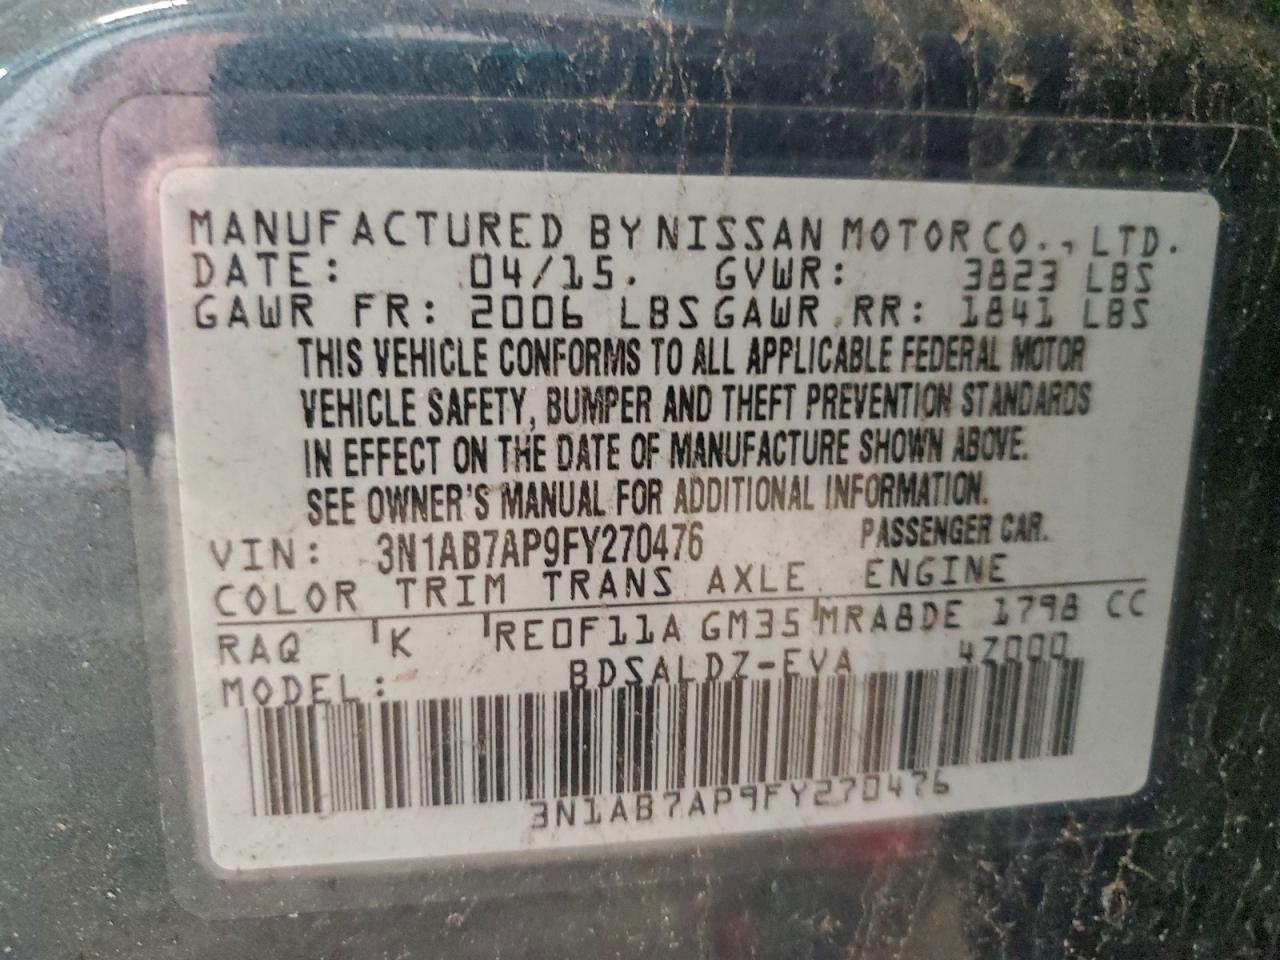 MANUFACTURED BY NISSAN MOTOR CO., LTD.
DATE: 04/15. GVWR: 3823 LBS
GAWR FR: 2006 LBS GAWR RR: 1841 LBS
THIS VEHICLE CONFORMS TO ALL APPLICABLE FEDERAL MOTOR
VEHICLE SAFETY, BUMPER AND THEFT PREVENTION STANDARDS
IN EFFECT ON THE DATE OF MANUFACTURE SHOWN ABOVE.
SEE OWNER'S MANUAL FOR ADDITIONAL INFORMATION.
VIN: 3N1AB7AP9FY270476 PASSENGER CAR.
COLOR TRIM TRANS AXLE ENGINE
RAQ K RE0F11A GM35 MRA8DE 1798 CC
MODEL: BDSALDZ-EVA 4Z000
3N1AB7AP9FY270476